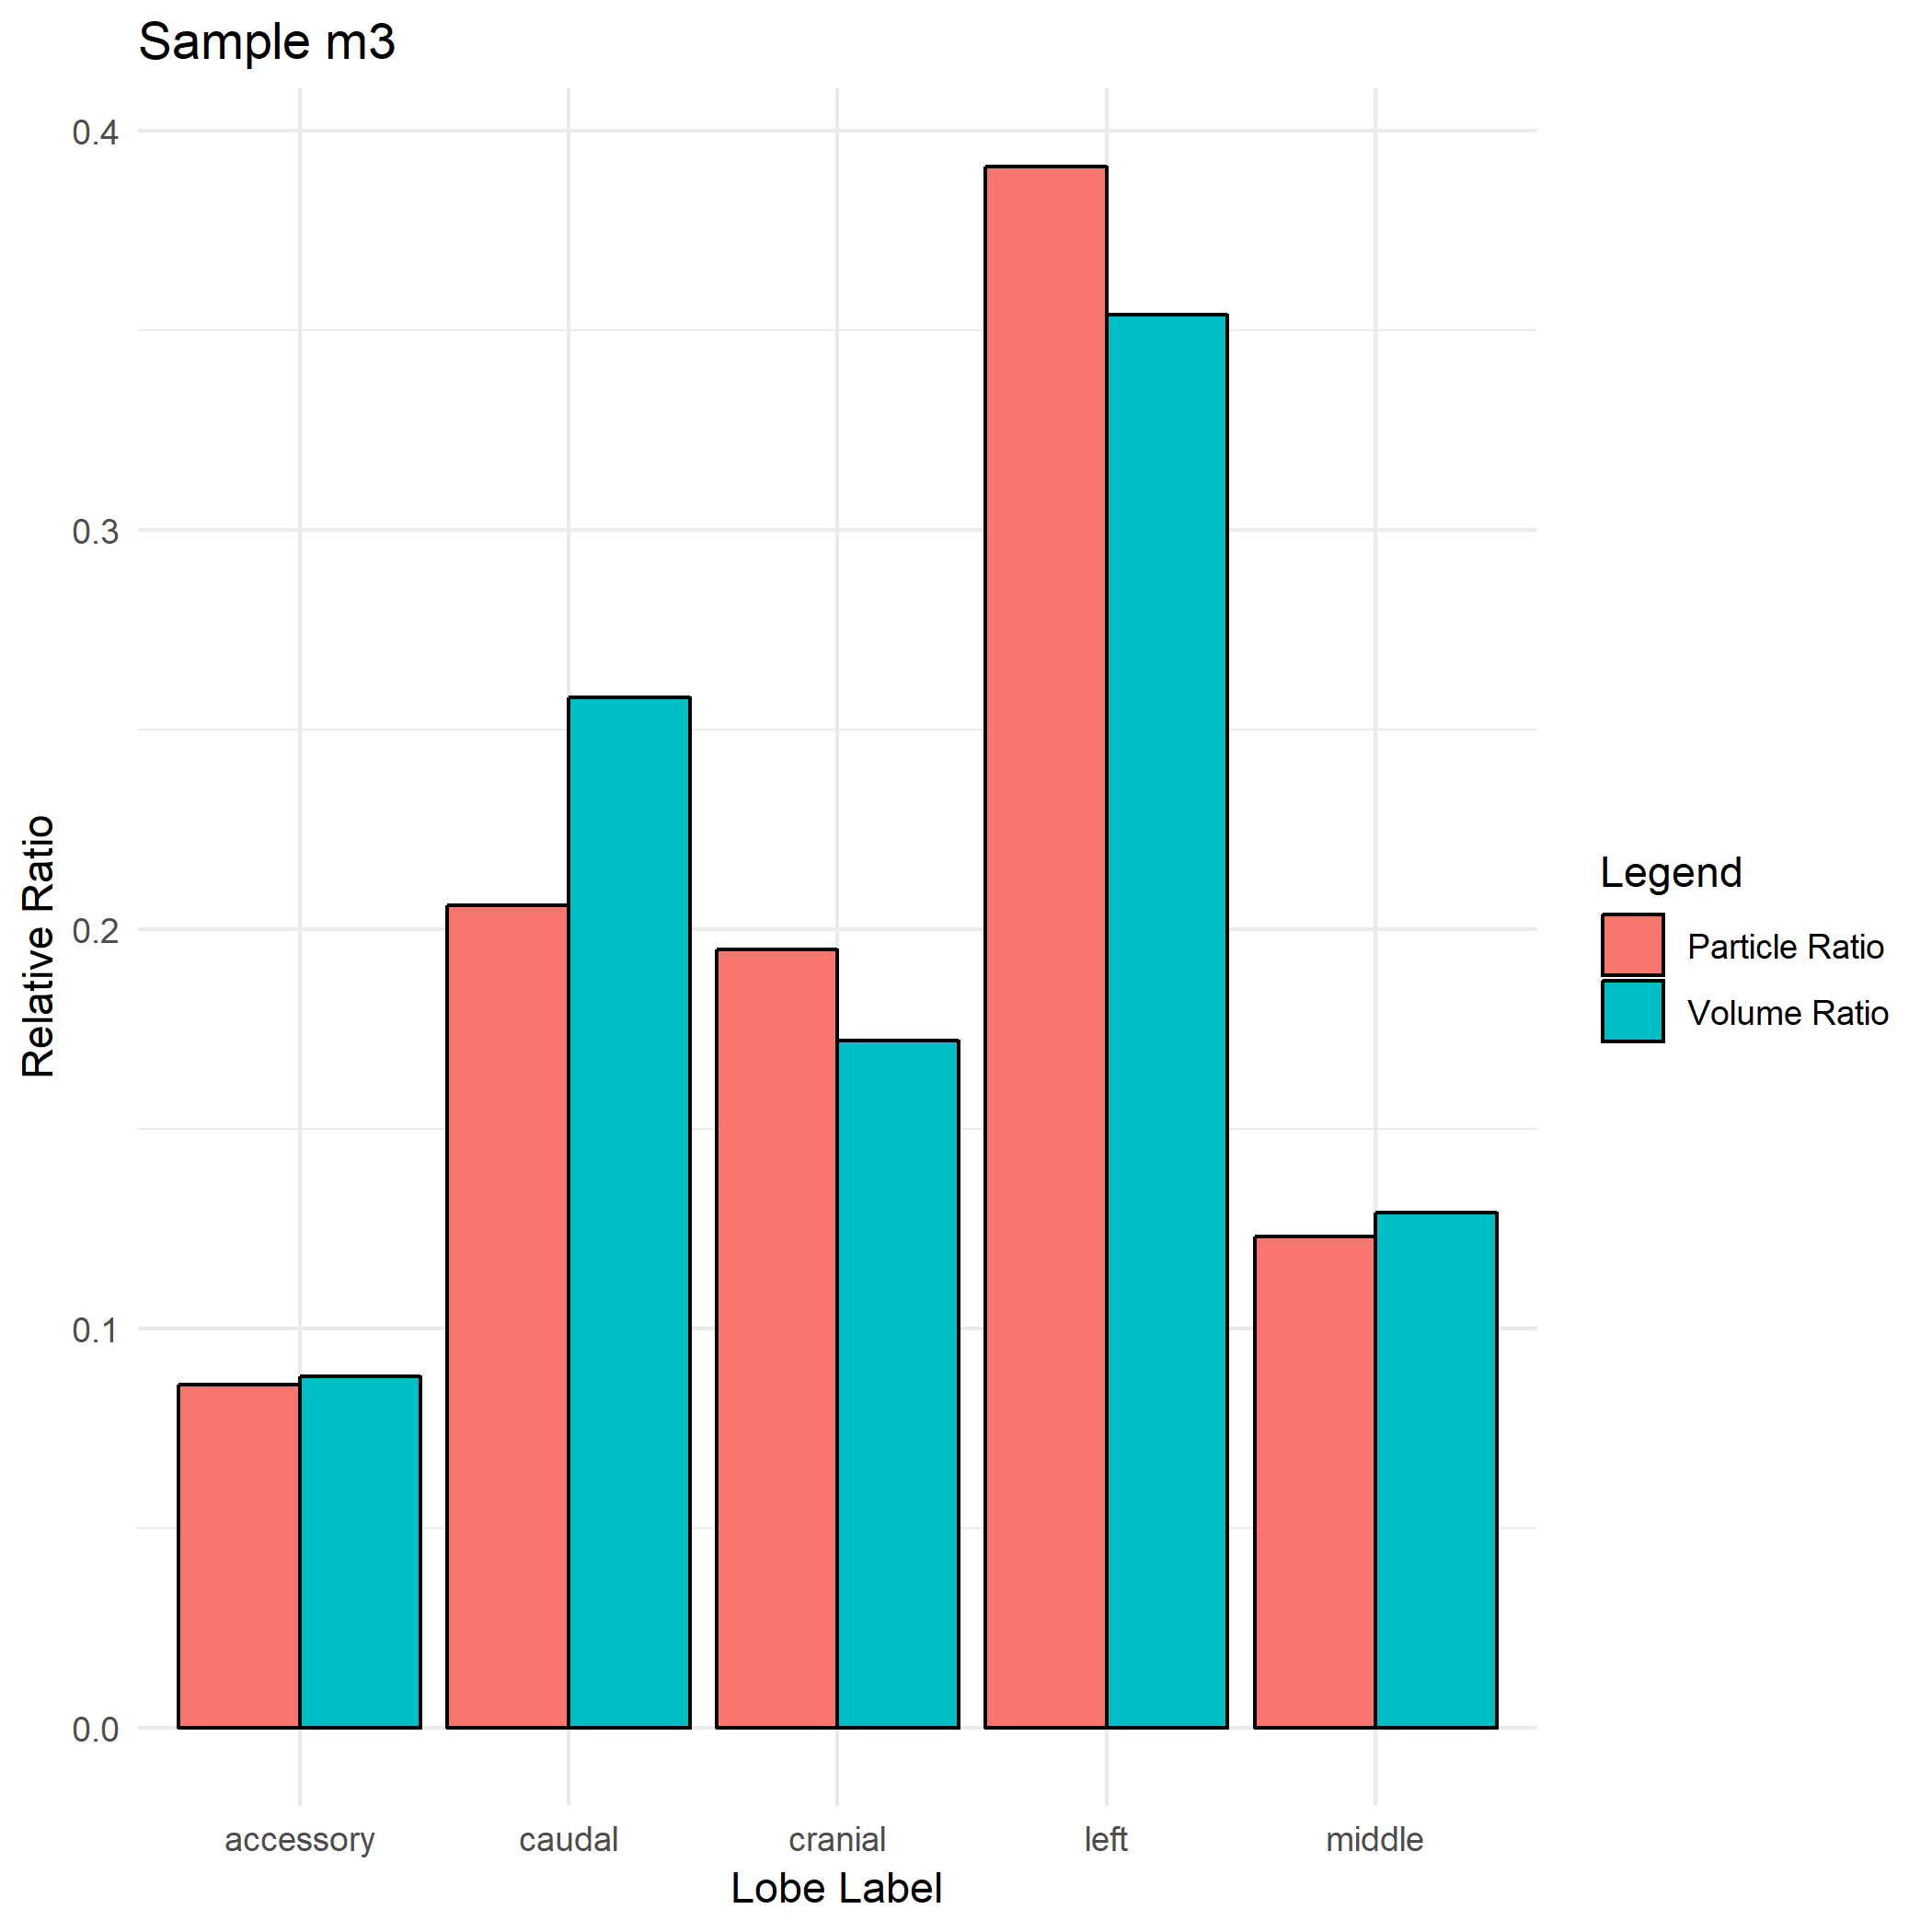 Sample m3
0.4
0.3
0.2
0.1
0.0
Relative Ratio
accessory caudal cranial left middle
Lobe Label
Legend
Particle Ratio
Volume Ratio